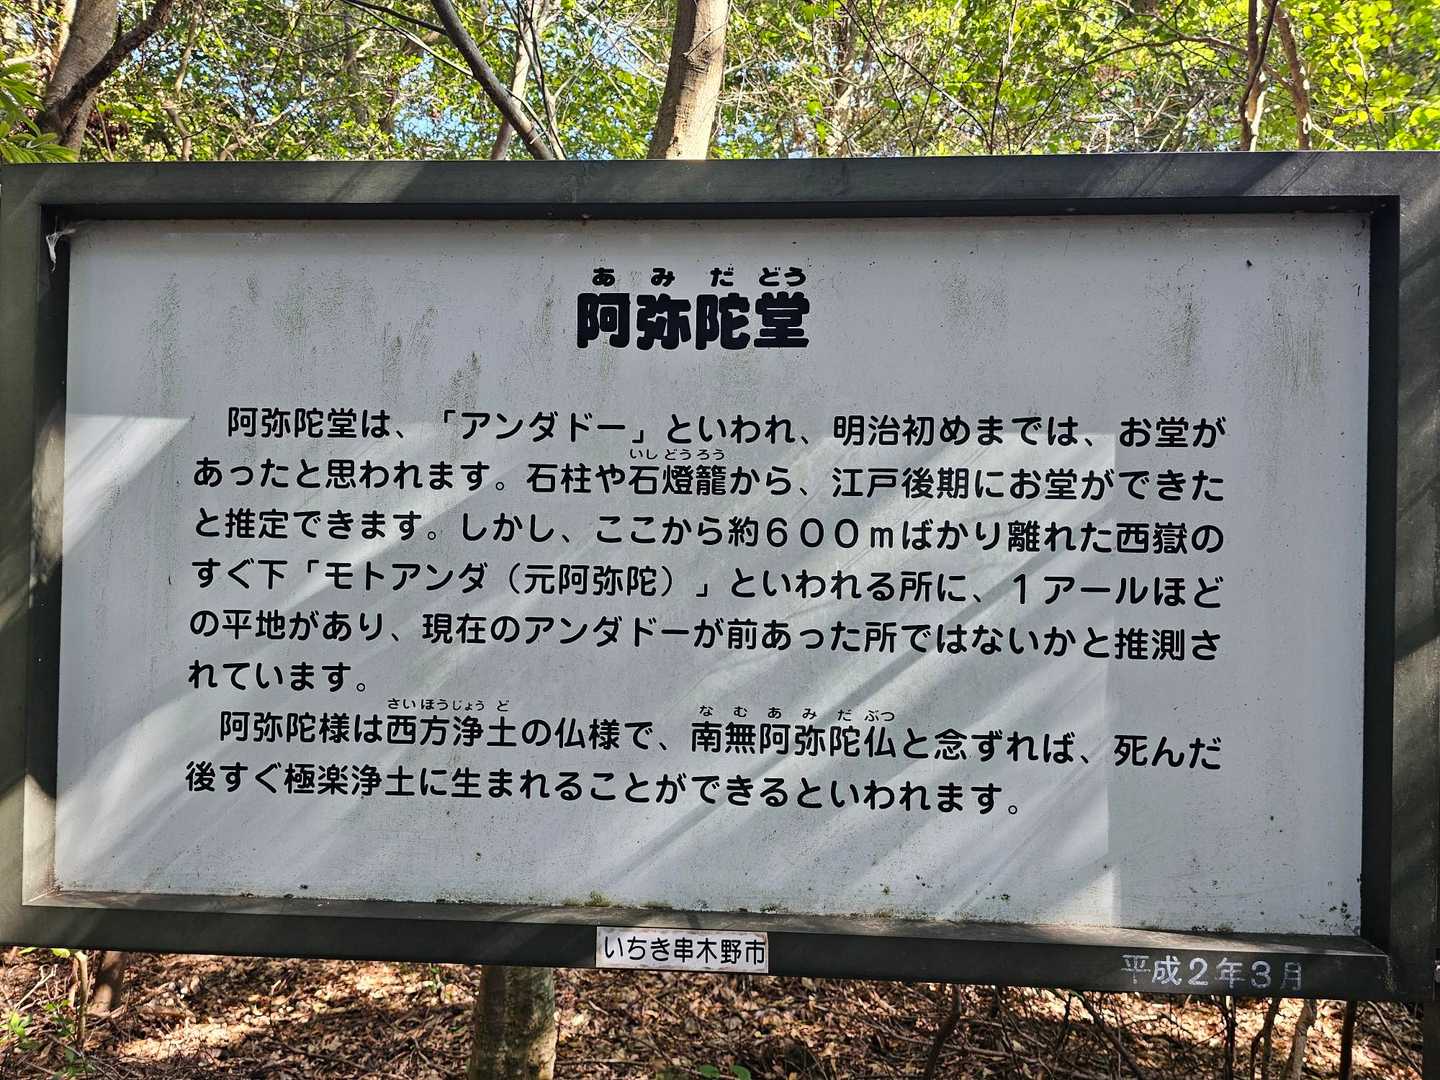 あみだどう
阿弥陀堂
阿弥陀堂は、「アンダドー」といわれ、明治初めまでは、お堂が
あったと思われます。石柱や石燈籠から、江戸後期にお堂ができた
いしどうろう
と推定できます。しかし、ここから約６００ｍばかり離れた西嶽の
すぐ下「モトアンダ（元阿弥陀）」といわれる所に、１アールほど
の平地があり、現在のアンダドーが前あった所ではないかと推測さ
れています。
さいほうじょうど なむあみだぶつ
阿弥陀様は西方浄土の仏様で、南無阿弥陀仏と念ずれば、死んだ
後すぐ極楽浄土に生まれることができるといわれます。
いちき串木野市
平成２年３月